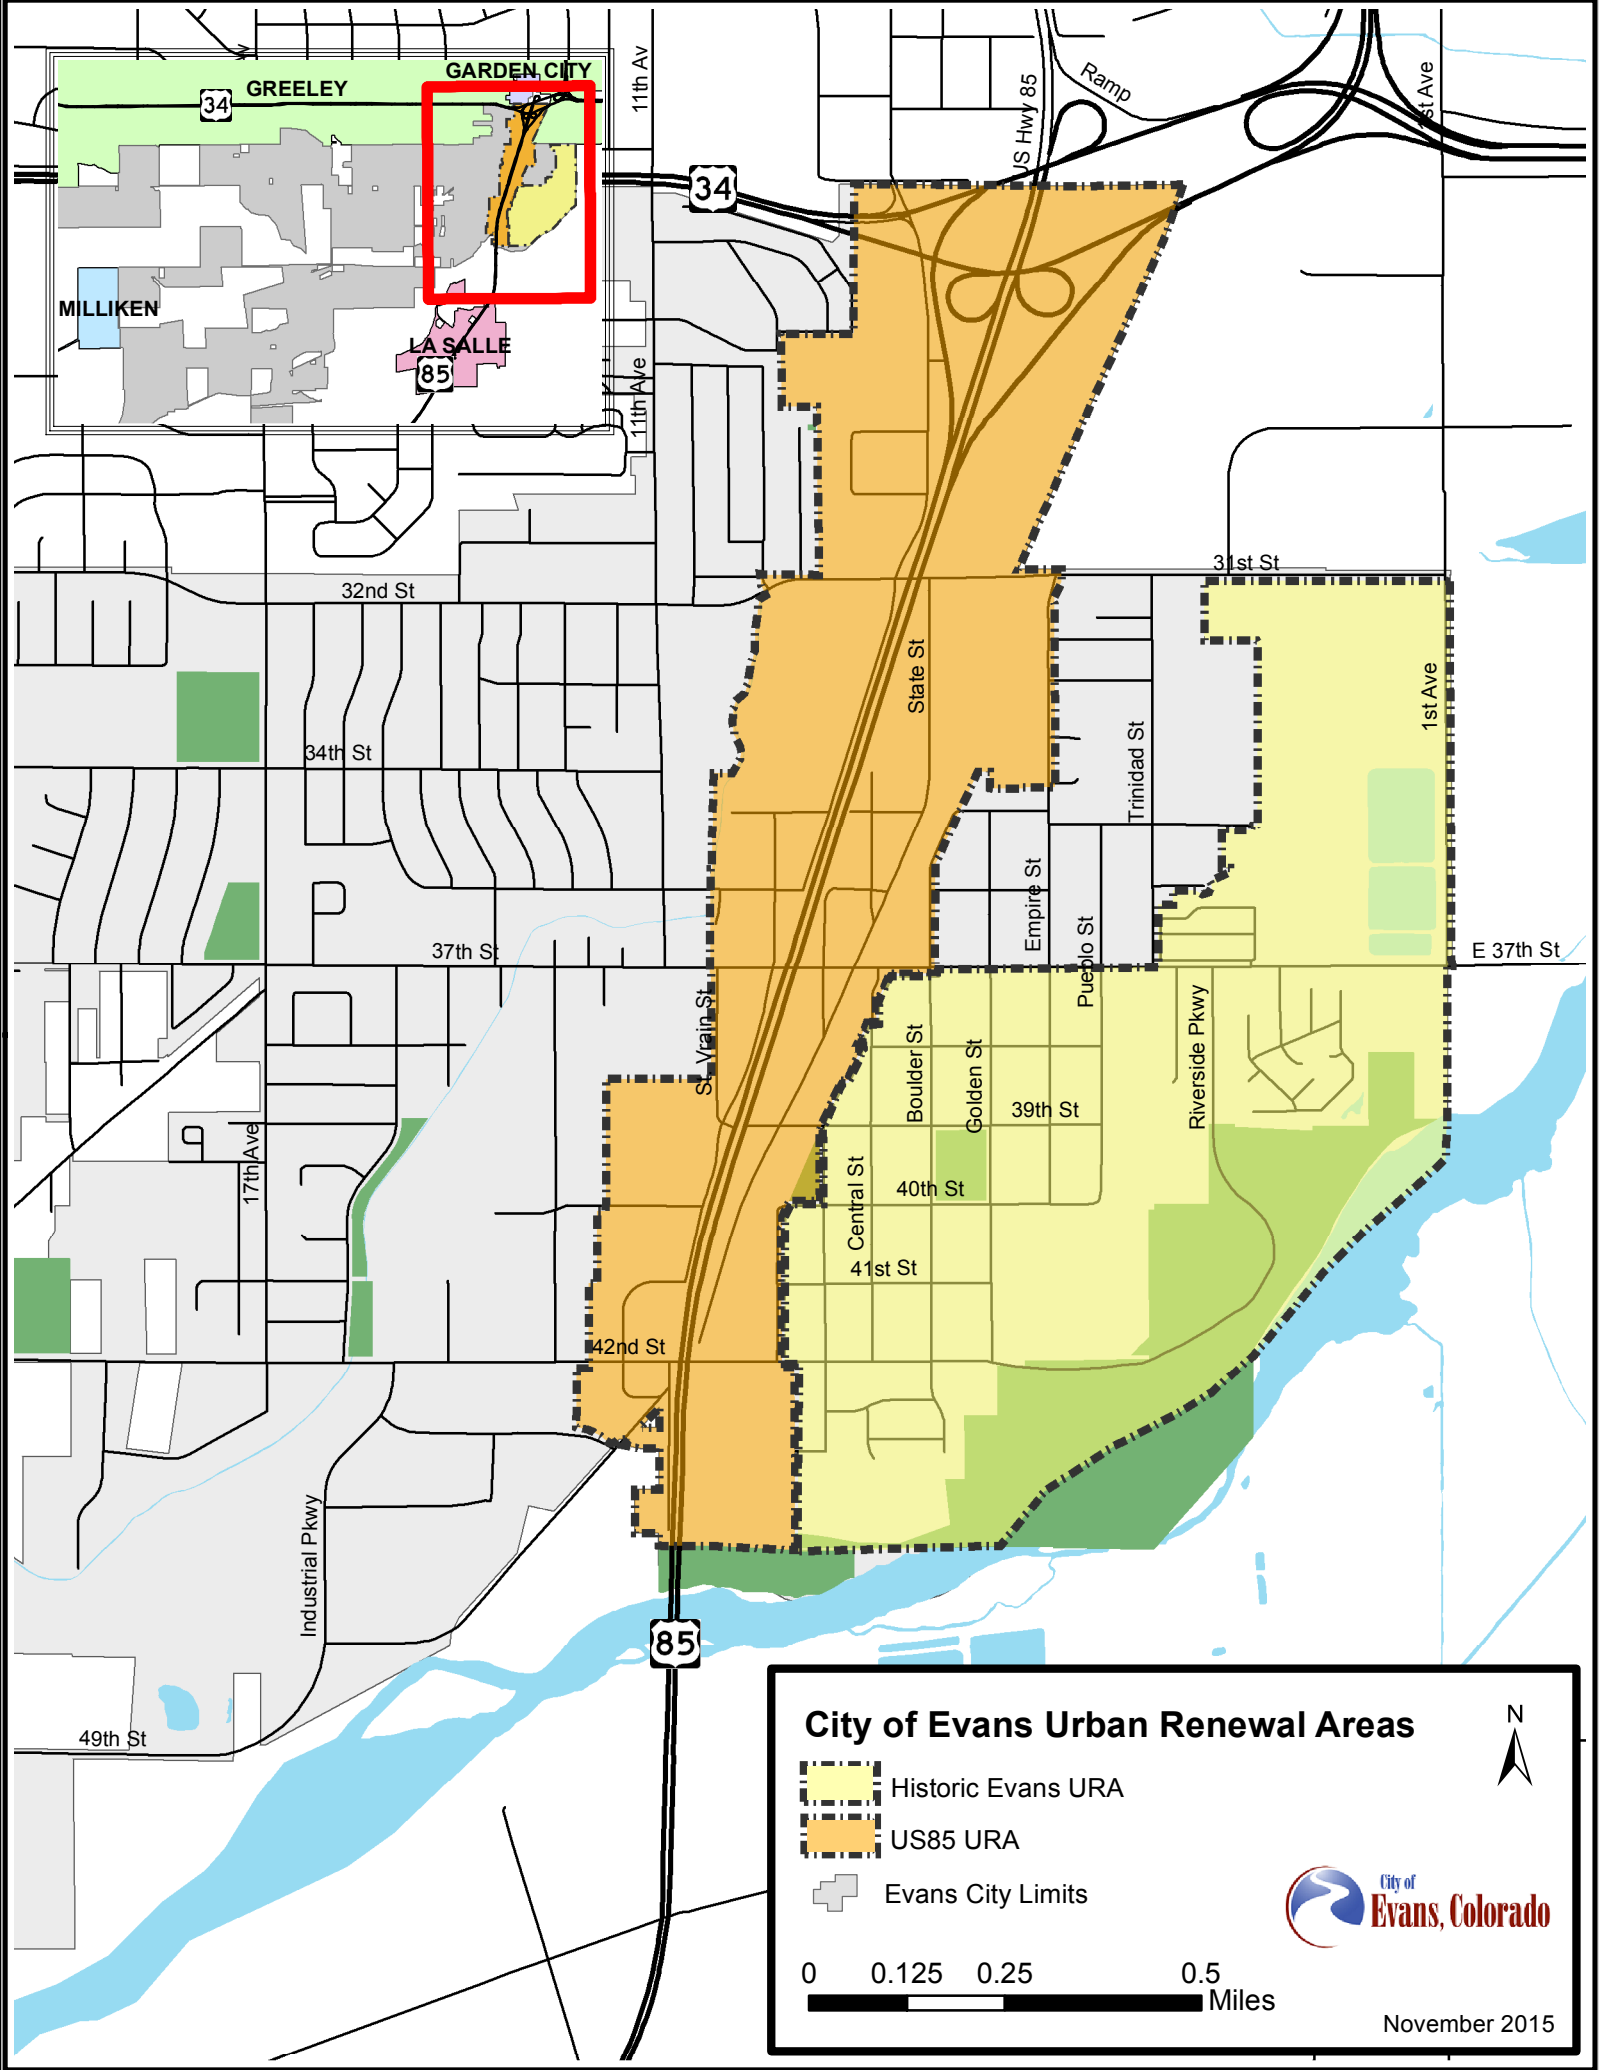 GARDEN CITY
GREELEY
34
MILLIKEN
LA SALLE
85
11th Av
US Hwy 85
Ramp
1st Ave
34
11th Ave
31st St
32nd St
State St
1st Ave
34th St
Trinidad St
Empire St
Pueblo St
37th St
E 37th St
St. Vrain St
Boulder St
Golden St
Riverside Pkwy
39th St
17th Ave
Central St
40th St
41st St
42nd St
Industrial Pkwy
85
49th St
City of Evans Urban Renewal Areas
N
Historic Evans URA
US85 URA
Evans City Limits
City of
Evans, Colorado
0 0.125 0.25 0.5
Miles
November 2015